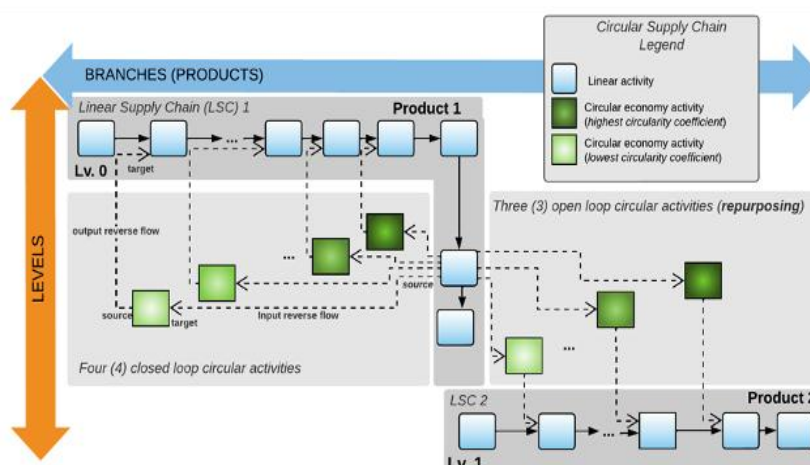 Circular Supply Chain
Legend
Linear activity
Circular economy activity
(highest circularity coefficient)
Circular economy activity
(lowest circularity coefficient)
BRANCHES (PRODUCTS)
LEVELS
Linear Supply Chain (LSC) 1
Product 1
...
Lv. 0
target
output reverse flow
...
source
source
target
Input reverse flow
Four (4) closed loop circular activities
Three (3) open loop circular activities (repurposing)
...
LSC 2
Product 2
...
Lv. 1